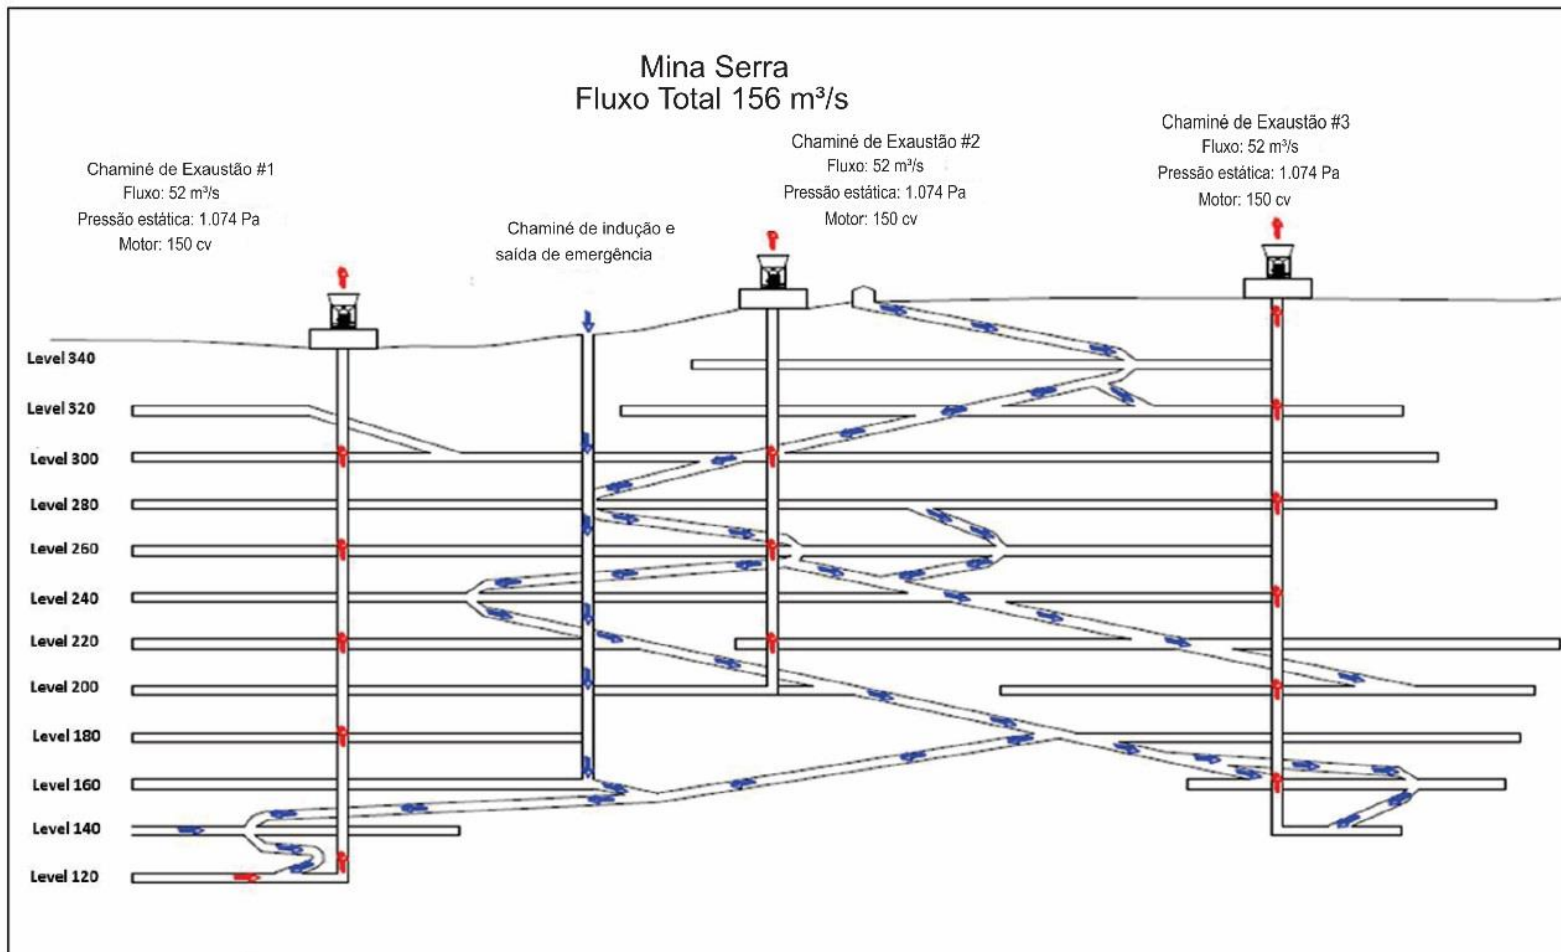 Mina Serra
Fluxo Total 156 m³/s
Chaminé de Exaustão #1
Fluxo: 52 m³/s
Pressão estática: 1.074 Pa
Motor: 150 cv
Chaminé de indução e
saída de emergência
Chaminé de Exaustão #2
Fluxo: 52 m³/s
Pressão estática: 1.074 Pa
Motor: 150 cv
Chaminé de Exaustão #3
Fluxo: 52 m³/s
Pressão estática: 1.074 Pa
Motor: 150 cv
Level 340
Level 320
Level 300
Level 280
Level 260
Level 240
Level 220
Level 200
Level 180
Level 160
Level 140
Level 120